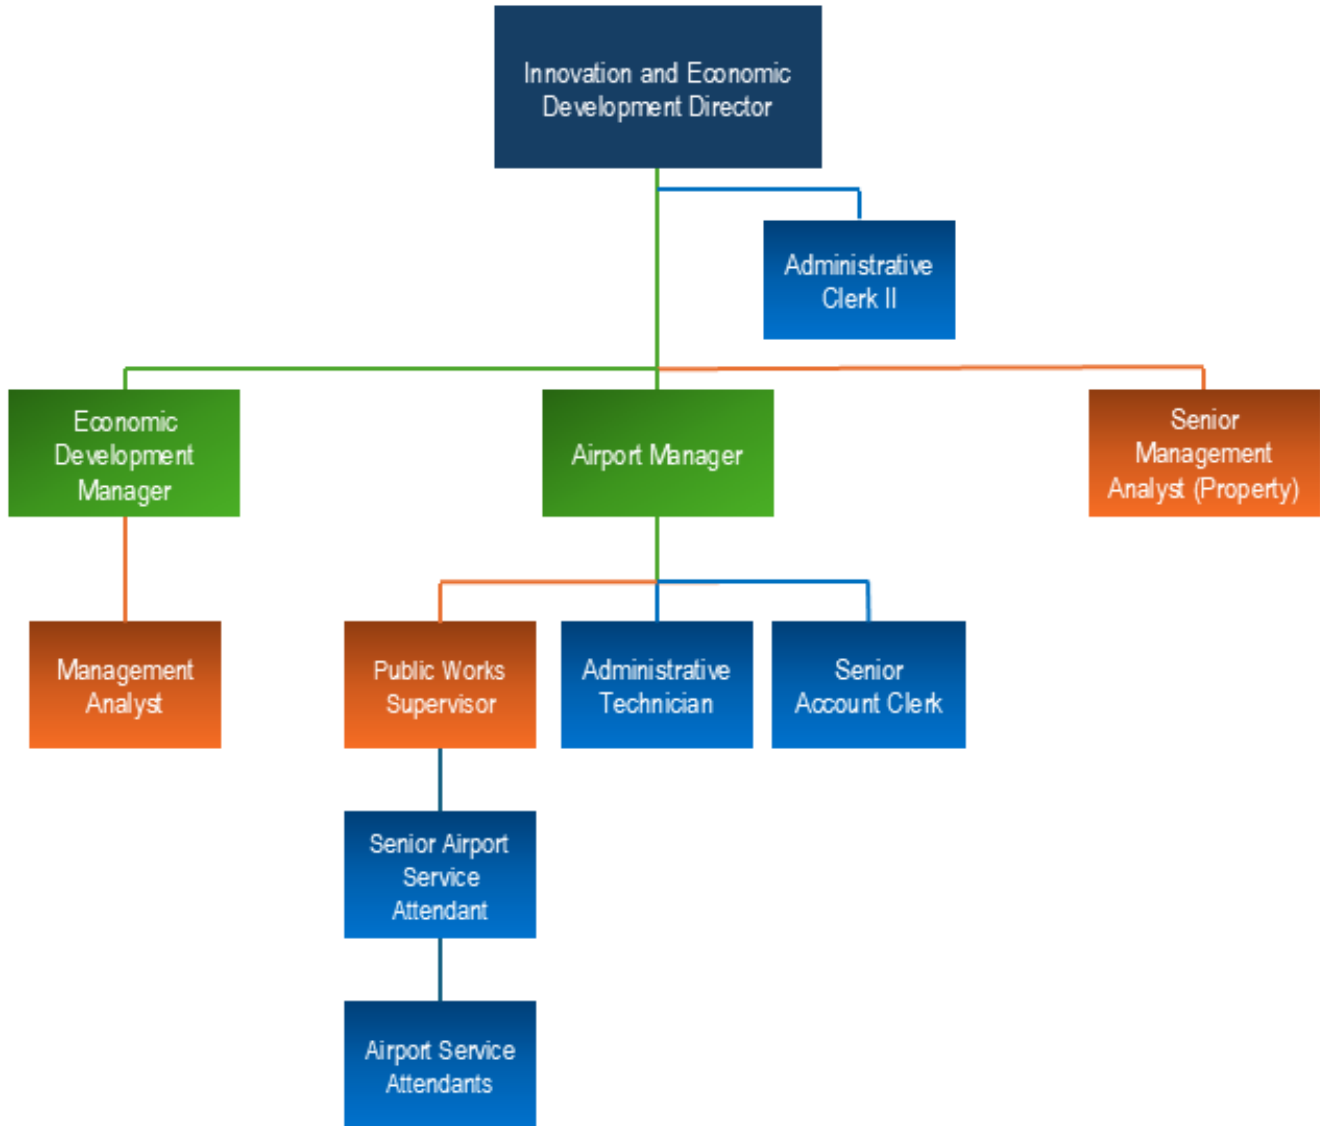 Innovation and Economic
Development Director
Administrative
Clerk II
Economic
Development
Manager
Airport Manager
Senior
Management
Analyst (Property)
Management
Analyst
Public Works
Supervisor
Administrative
Technician
Senior
Account Clerk
Senior Airport
Service
Attendant
Airport Service
Attendants